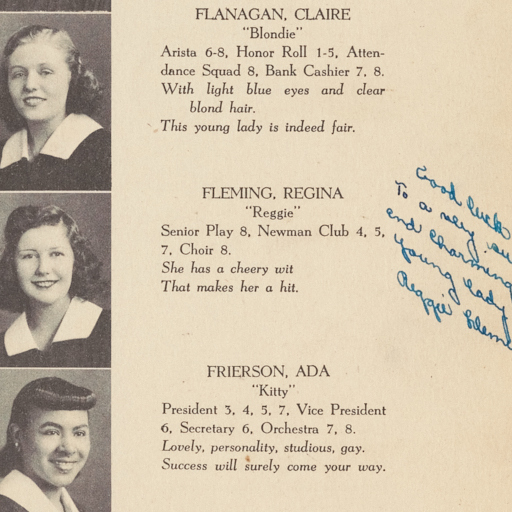 FLANAGAN, CLAIRE
"Blondie"
Arista 6-8, Honor Roll 1-5, Atten-
dance Squad 8, Bank Cashier 7, 8.
With light blue eyes and clear
blond hair.
This young lady is indeed fair.
FLEMING, REGINA
"Reggie"
Senior Play 8, Newman Club 4, 5,
7, Choir 8.
She has a cheery wit
That makes her a hit.
Good luck
To a very
and charming
young lady
Reggie
FRIERSON, ADA
"Kitty"
President 3, 4, 5, 7, Vice President
6, Secretary 6, Orchestra 7, 8.
Lovely, personality, studious, gay.
Success will surely come your way.